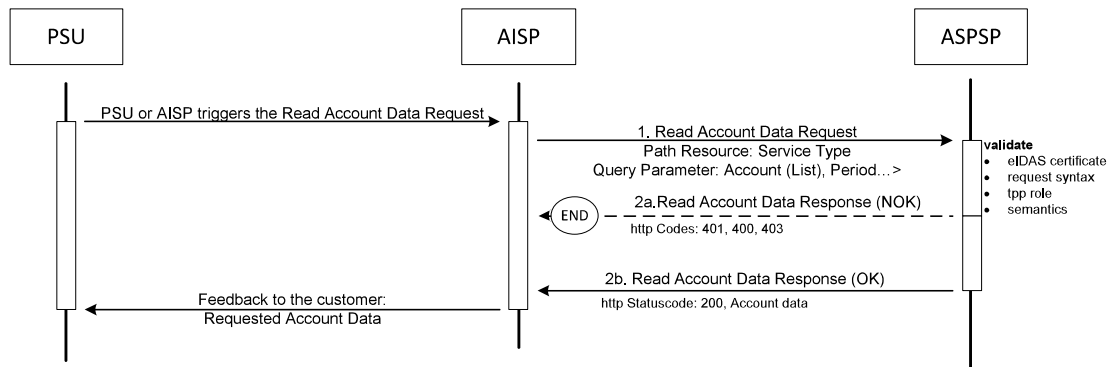 PSU
AISP
ASPSP
PSU or AISP triggers the Read Account Data Request
1. Read Account Data Request
Path Resource: Service Type
Query Parameter: Account (List), Period...>
validate
• eIDAS certificate
• request syntax
• tpp role
• semantics
2a.Read Account Data Response (NOK)
END
http Codes: 401, 400, 403
2b. Read Account Data Response (OK)
http Statuscode: 200, Account data
Feedback to the customer:
Requested Account Data